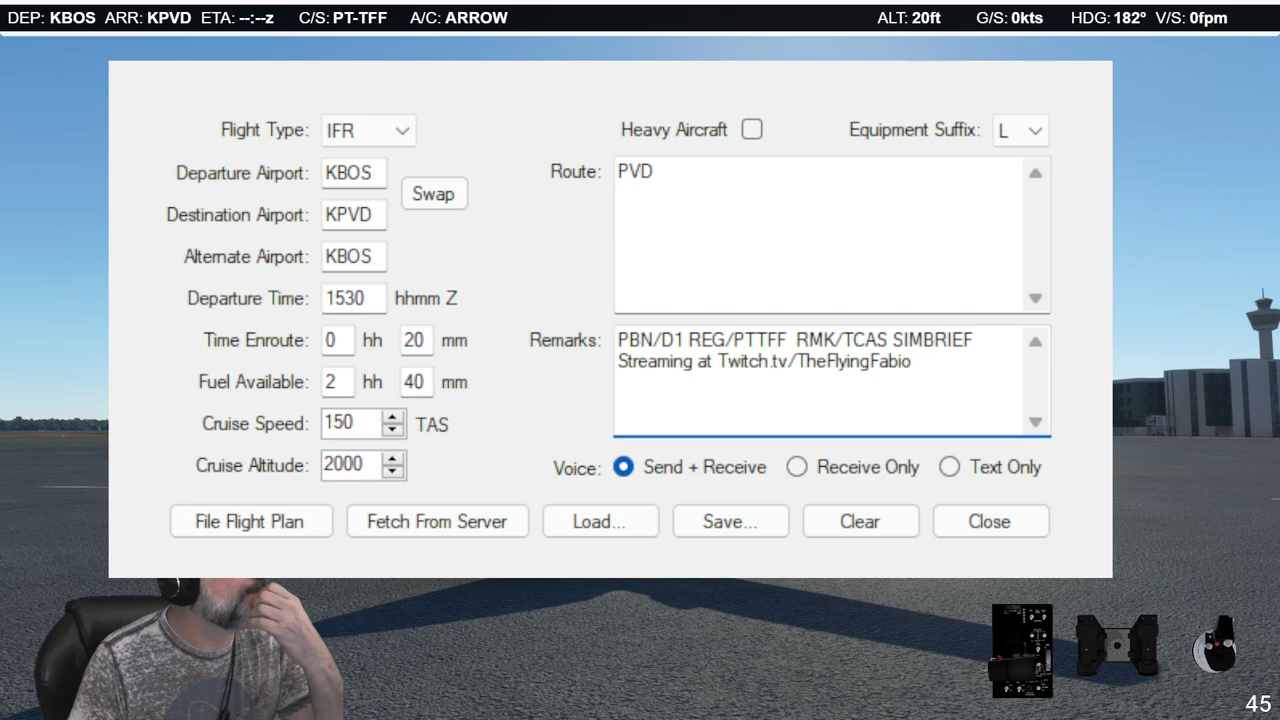 DEP: KBOS ARR: KPVD ETA: --:--z C/S: PT-TFF A/C: ARROW ALT: 20ft G/S: 0kts HDG: 182° V/S: 0fpm
Flight Type: IFR Heavy Aircraft Equipment Suffix: L
Departure Airport: KBOS Route: PVD
Swap
Destination Airport: KPVD
Alternate Airport: KBOS
Departure Time: 1530 hhmm Z
Time Enroute: 0 hh 20 mm Remarks: PBN/D1 REG/PTTFF RMK/TCAS SIMBRIEF
Streaming at Twitch.tv/TheFlyingFabio
Fuel Available: 2 hh 40 mm
Cruise Speed: 150 TAS
Cruise Altitude: 2000 Voice: Send + Receive Receive Only Text Only
File Flight Plan Fetch From Server Load... Save... Clear Close
45